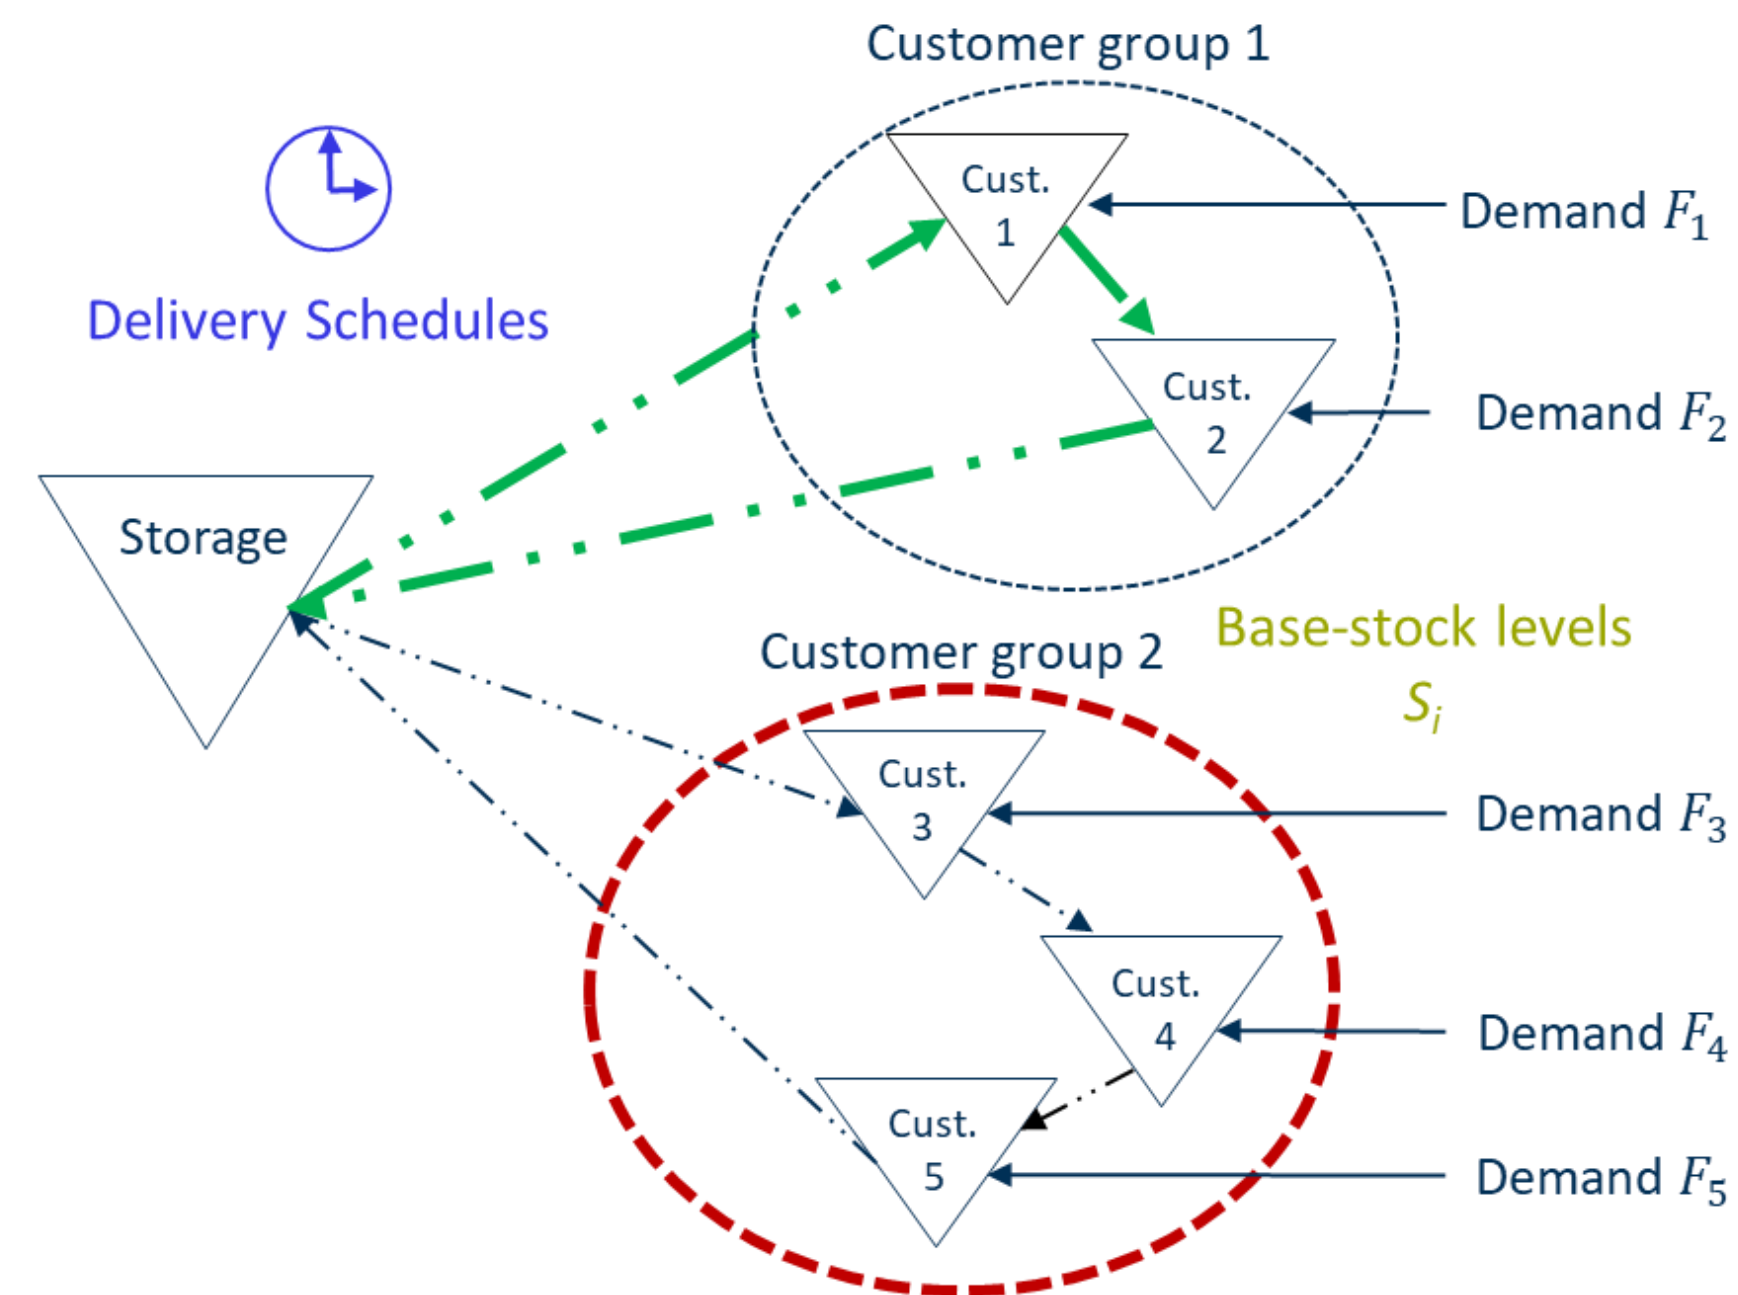 Customer group 1
Cust.
1
Demand F₁
Delivery Schedules
Cust.
2
Demand F₂
Storage
Base-stock levels
Sᵢ
Customer group 2
Cust.
3
Demand F₃
Cust.
4
Demand F₄
Cust.
5
Demand F₅